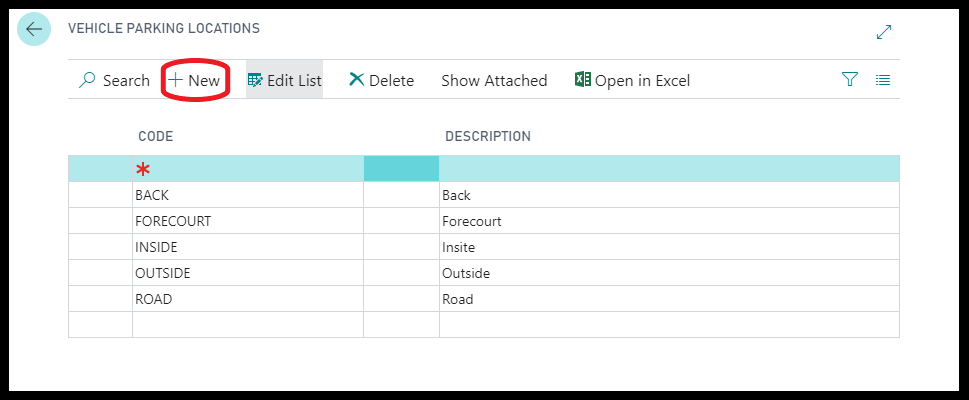 VEHICLE PARKING LOCATIONS
Search New Edit List Delete Show Attached Open in Excel
CODE DESCRIPTION
*
BACK Back
FORECOURT Forecourt
INSIDE Insite
OUTSIDE Outside
ROAD Road